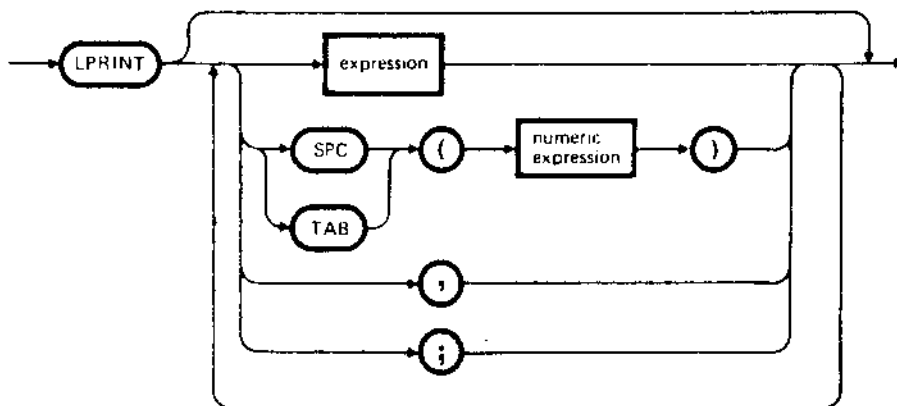 LPRINT
expression
SPC
(
numeric
expression
)
TAB
,
;